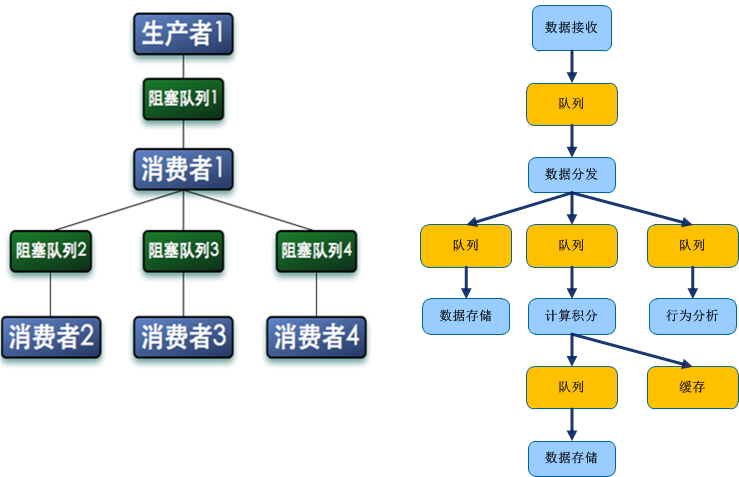 生产者1
阻塞队列1
消费者1
阻塞队列2
阻塞队列3
阻塞队列4
消费者2
消费者3
消费者4
数据接收
队列
数据分发
队列
队列
队列
数据存储
计算积分
行为分析
队列
缓存
数据存储